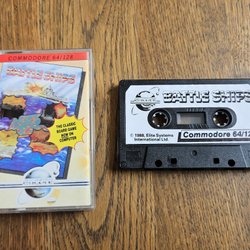 COMMODORE 64/128
BATTLE SHIPS
THE CLASSIC
BOARD GAME
NOW ON
COMPUTER
BATTLE SHIPS
© 1988, Elite Systems
International Ltd.
Commodore 64/12